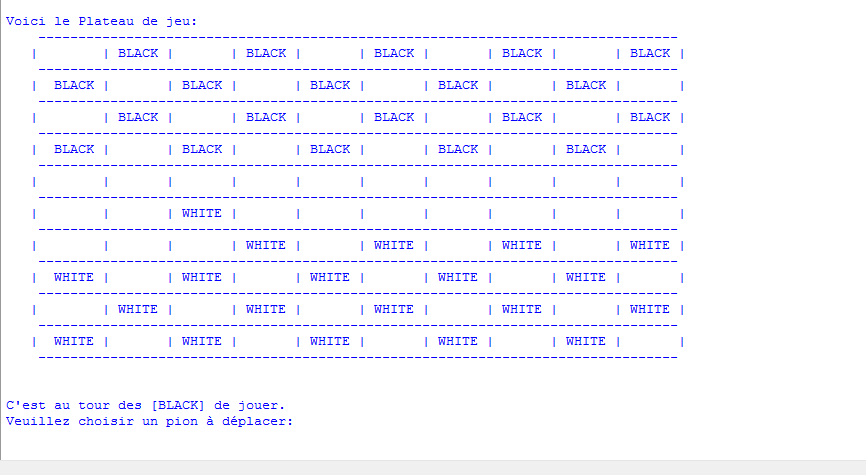 Voici le Plateau de jeu:
--------------------------------------------------------------------------------
|        | BLACK |       | BLACK |       | BLACK |       | BLACK |       | BLACK |
--------------------------------------------------------------------------------
|  BLACK |       | BLACK |       | BLACK |       | BLACK |       | BLACK |       |
--------------------------------------------------------------------------------
|        | BLACK |       | BLACK |       | BLACK |       | BLACK |       | BLACK |
--------------------------------------------------------------------------------
|  BLACK |       | BLACK |       | BLACK |       | BLACK |       | BLACK |       |
--------------------------------------------------------------------------------
|        |       |       |       |       |       |       |       |       |       |
--------------------------------------------------------------------------------
|        |       | WHITE |       |       |       |       |       |       |       |
--------------------------------------------------------------------------------
|        |       |       | WHITE |       | WHITE |       | WHITE |       | WHITE |
--------------------------------------------------------------------------------
|  WHITE |       | WHITE |       | WHITE |       | WHITE |       | WHITE |       |
--------------------------------------------------------------------------------
|        | WHITE |       | WHITE |       | WHITE |       | WHITE |       | WHITE |
--------------------------------------------------------------------------------
|  WHITE |       | WHITE |       | WHITE |       | WHITE |       | WHITE |       |
--------------------------------------------------------------------------------
C'est au tour des [BLACK] de jouer.
Veuillez choisir un pion à déplacer: